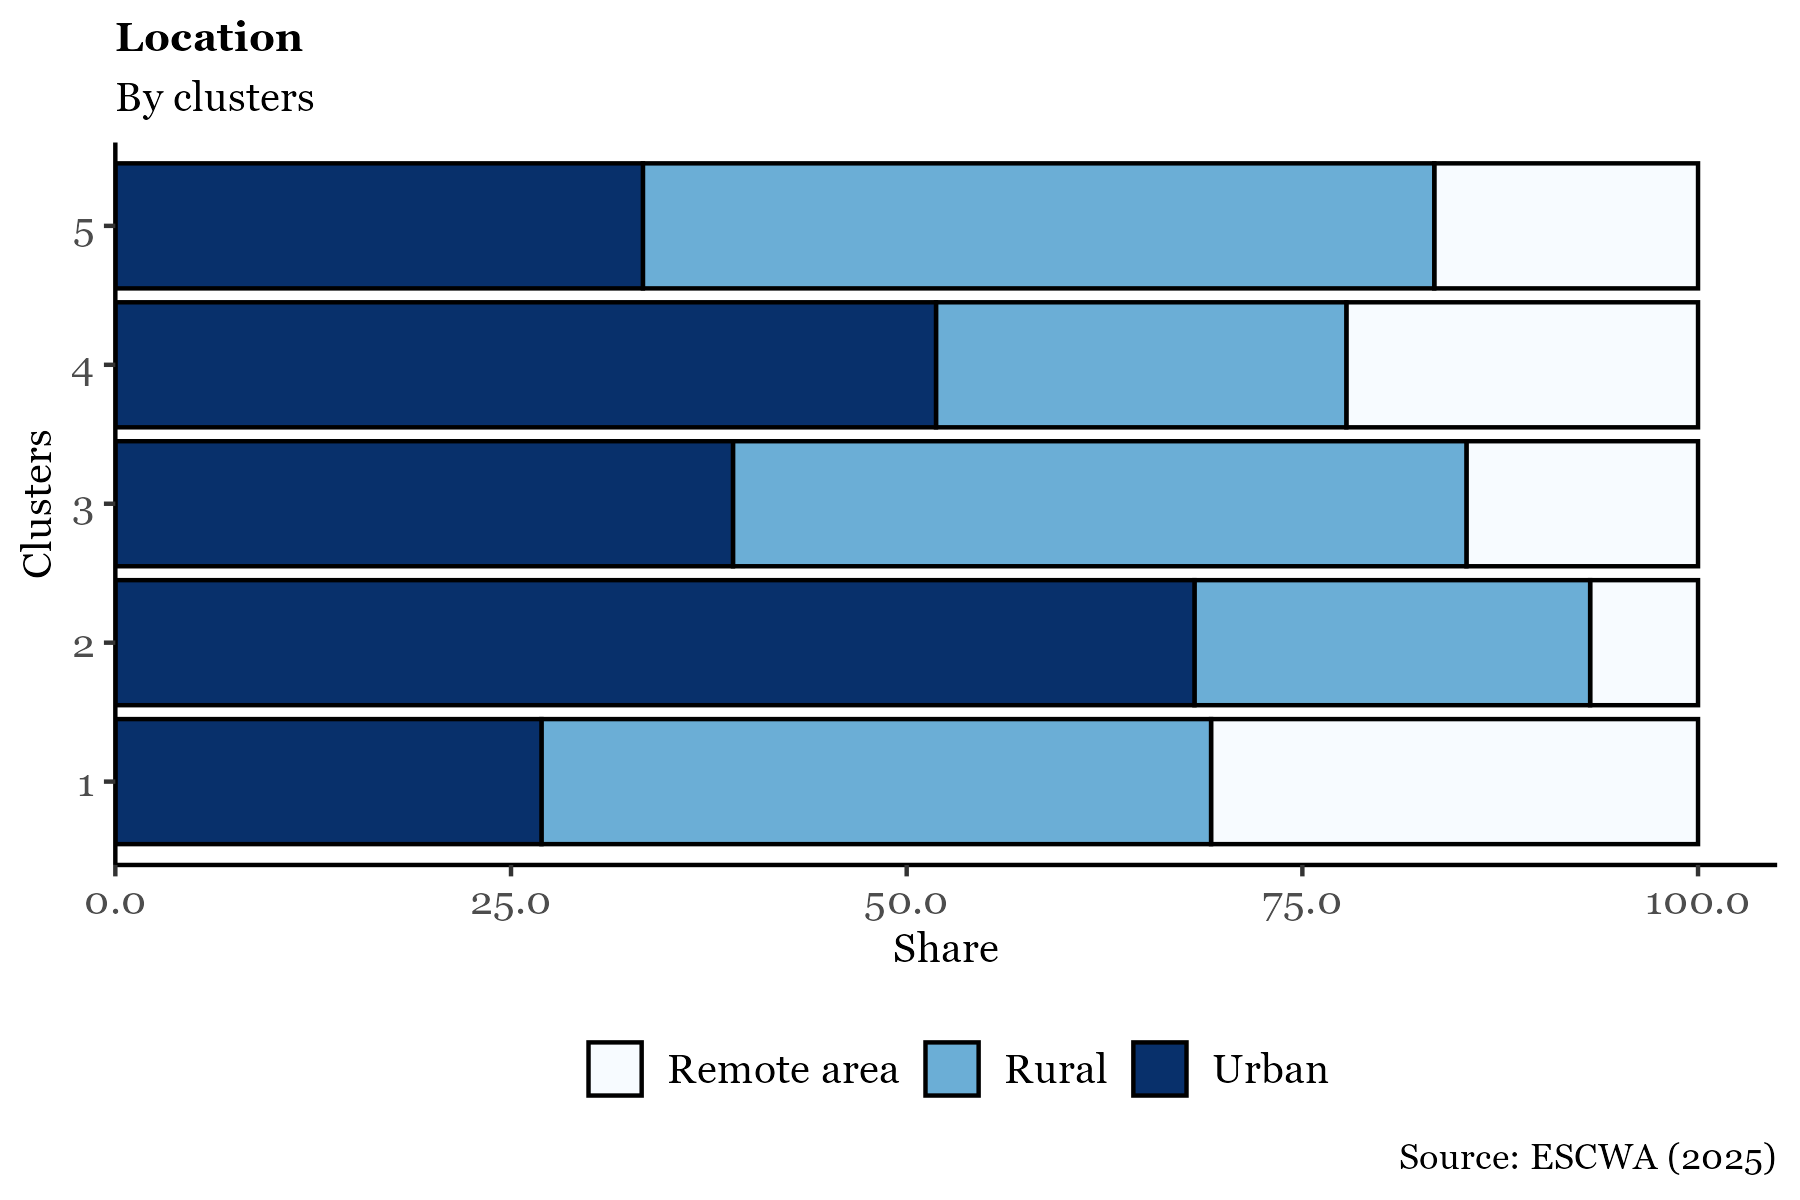 Location
By clusters
Clusters
5
4
3
2
1
0.0 25.0 50.0 75.0 100.0
Share
Remote area Rural Urban
Source: ESCWA (2025)